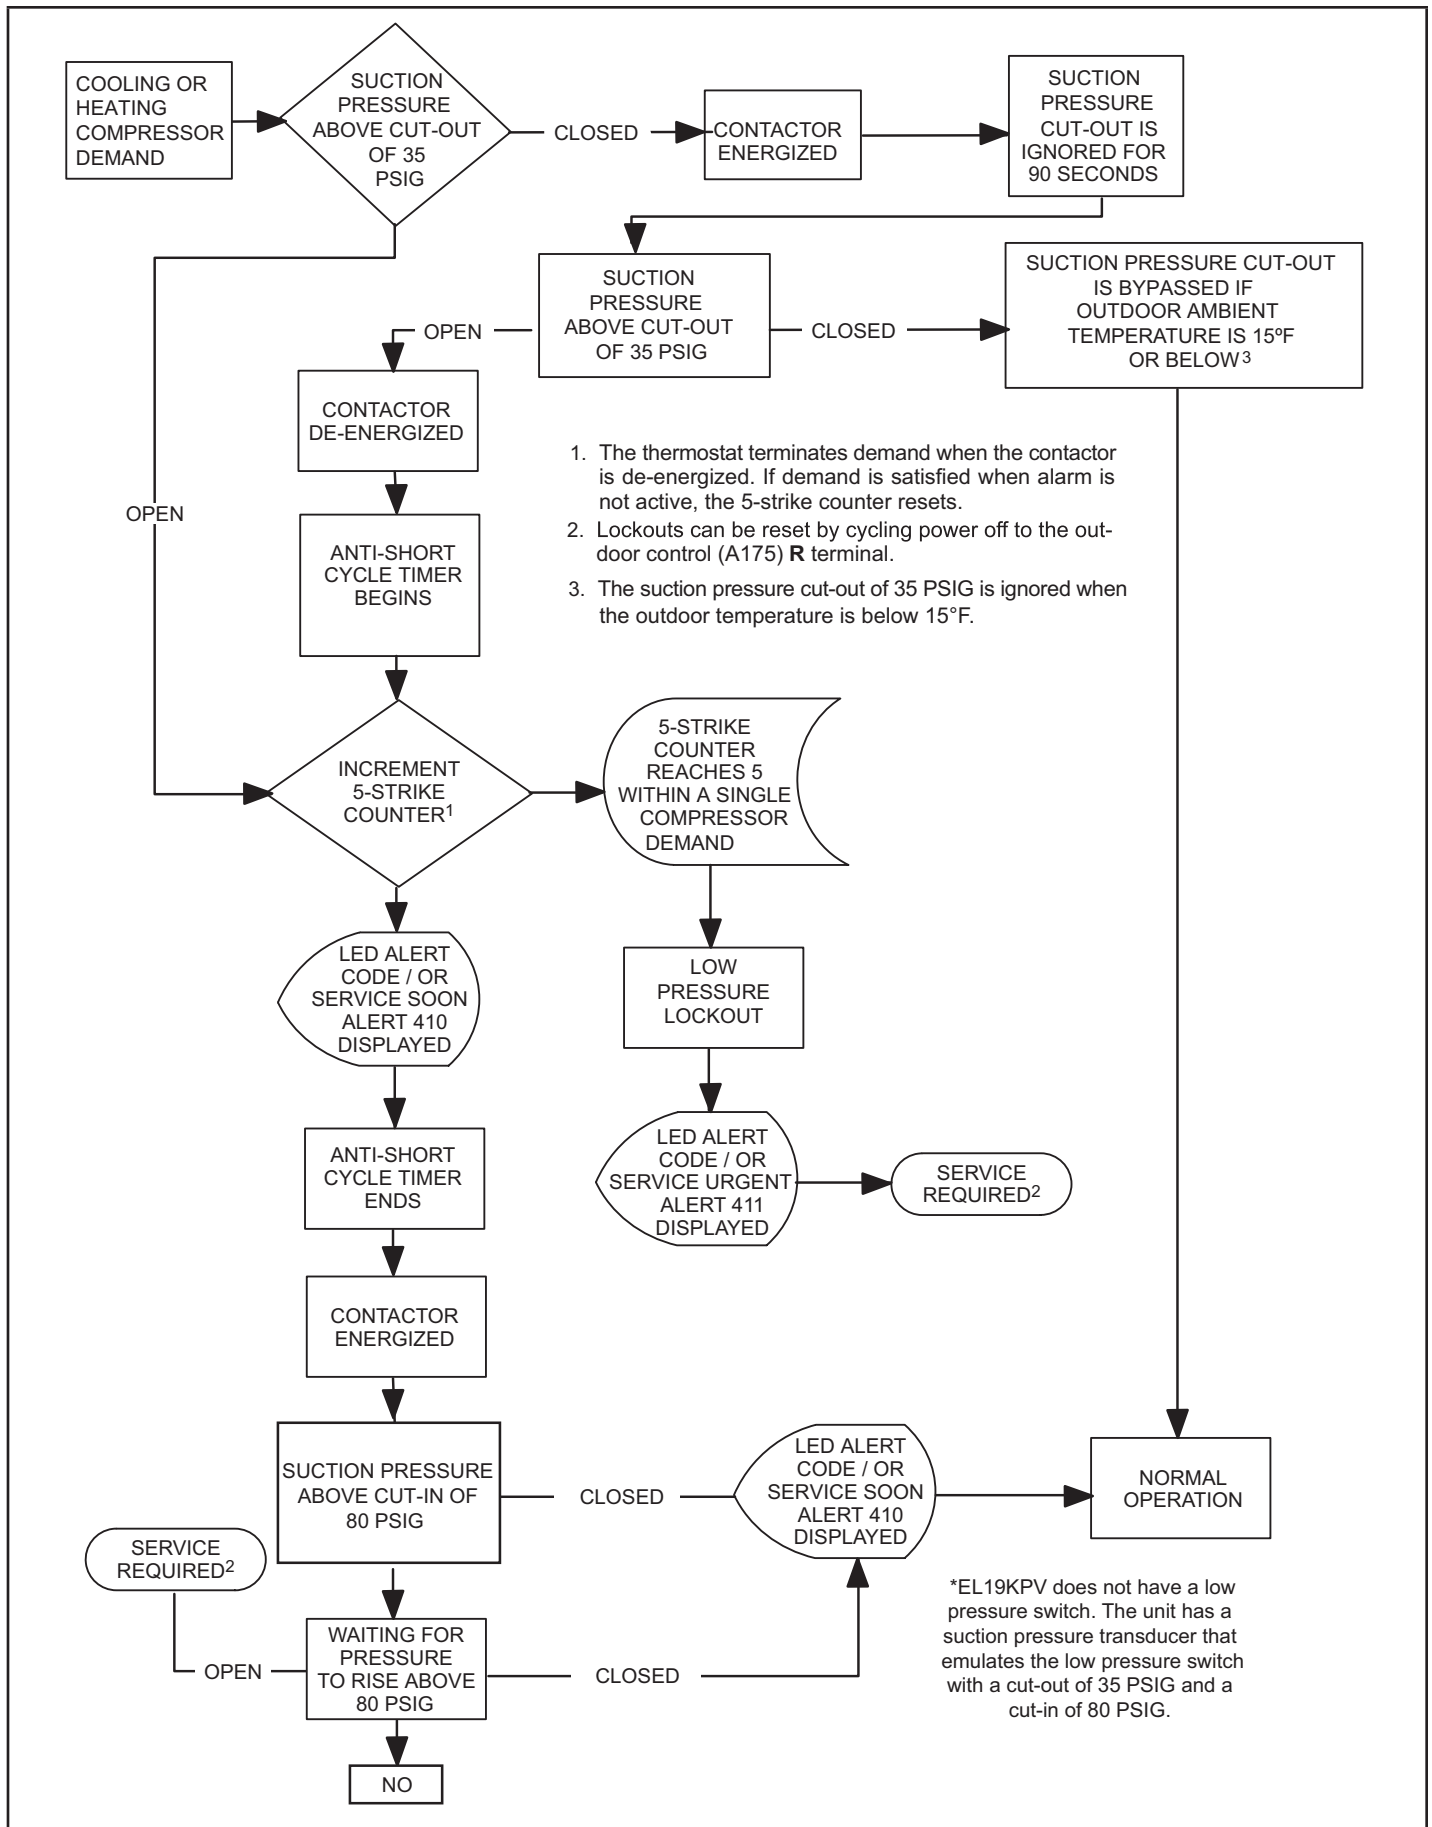 COOLING OR
HEATING
COMPRESSOR
DEMAND
SUCTION
PRESSURE
ABOVE CUT-OUT
OF 35
PSIG
CLOSED
CONTACTOR
ENERGIZED
SUCTION
PRESSURE
CUT-OUT IS
IGNORED FOR
90 SECONDS
SUCTION
PRESSURE
ABOVE CUT-OUT
OF 35 PSIG
SUCTION PRESSURE CUT-OUT
IS BYPASSED IF
OUTDOOR AMBIENT
TEMPERATURE IS 15ºF
OR BELOW3
OPEN
CLOSED
CONTACTOR
DE-ENERGIZED
1. The thermostat terminates demand when the contactor
is de-energized. If demand is satisfied when alarm is
not active, the 5-strike counter resets.
2. Lockouts can be reset by cycling power off to the out-
door control (A175) R terminal.
3. The suction pressure cut-out of 35 PSIG is ignored when
the outdoor temperature is below 15°F.
OPEN
ANTI-SHORT
CYCLE TIMER
BEGINS
INCREMENT
5-STRIKE
COUNTER1
5-STRIKE
COUNTER
REACHES 5
WITHIN A SINGLE
COMPRESSOR
DEMAND
LED ALERT
CODE / OR
SERVICE SOON
ALERT 410
DISPLAYED
LOW
PRESSURE
LOCKOUT
ANTI-SHORT
CYCLE TIMER
ENDS
LED ALERT
CODE / OR
SERVICE URGENT
ALERT 411
DISPLAYED
SERVICE
REQUIRED2
CONTACTOR
ENERGIZED
SUCTION PRESSURE
ABOVE CUT-IN OF
80 PSIG
CLOSED
LED ALERT
CODE / OR
SERVICE SOON
ALERT 410
DISPLAYED
NORMAL
OPERATION
SERVICE
REQUIRED2
OPEN
WAITING FOR
PRESSURE
TO RISE ABOVE
80 PSIG
CLOSED
*EL19KPV does not have a low
pressure switch. The unit has a
suction pressure transducer that
emulates the low pressure switch
with a cut-out of 35 PSIG and a
cut-in of 80 PSIG.
NO